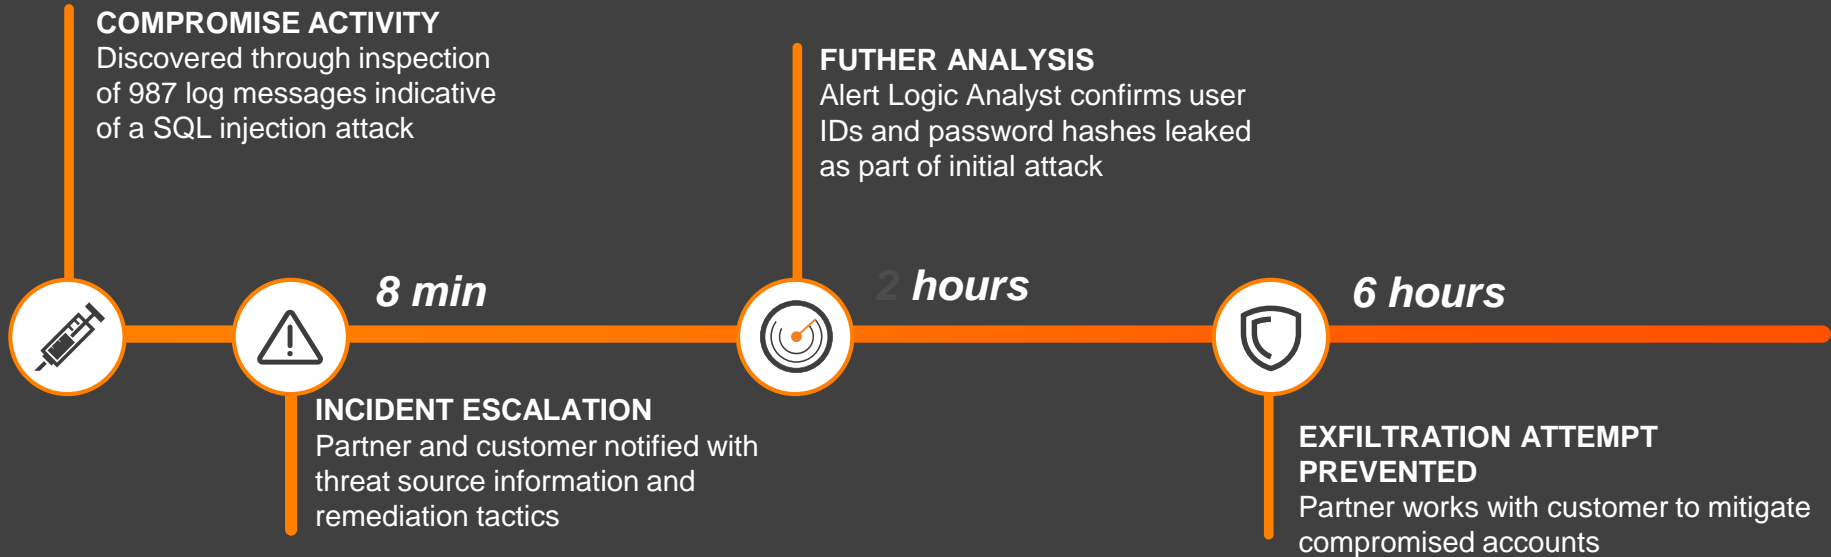 COMPROMISE ACTIVITY
Discovered through inspection
of 987 log messages indicative
of a SQL injection attack
FUTHER ANALYSIS
Alert Logic Analyst confirms user
IDs and password hashes leaked
as part of initial attack
8 min
2 hours
6 hours
INCIDENT ESCALATION
Partner and customer notified with
threat source information and
remediation tactics
EXFILTRATION ATTEMPT
PREVENTED
Partner works with customer to mitigate
compromised accounts